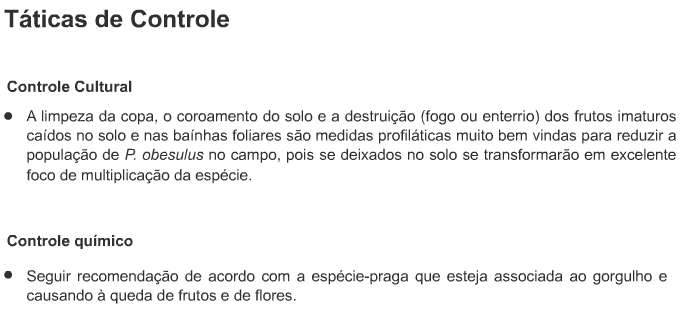 Táticas de Controle
Controle Cultural
● A limpeza da copa, o coroamento do solo e a destruição (fogo ou enterrio) dos frutos imaturos
caídos no solo e nas baínhas foliares são medidas profiláticas muito bem vindas para reduzir a
população de P. obesulus no campo, pois se deixados no solo se transformarão em excelente
foco de multiplicação da espécie.
Controle químico
● Seguir recomendação de acordo com a espécie-praga que esteja associada ao gorgulho e
causando à queda de frutos e de flores.